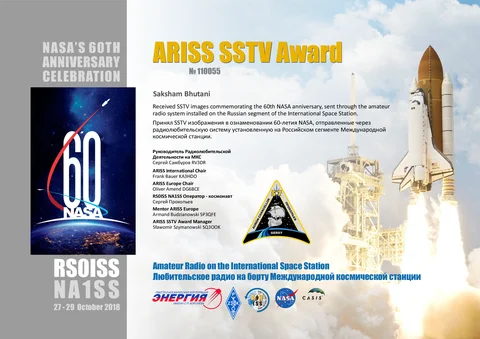 NASA'S 60TH
ANNIVERSARY
CELEBRATION
60
NASA
RS0ISS
NA1SS
27 - 29 October 2018
ARISS SSTV Award
№ 110055
Saksham Bhutani
Received SSTV images commemorating the 60th NASA anniversary, sent through the amateur
radio system installed on the Russian segment of the International Space Station.
Принял SSTV изображения в ознаменовании 60-летия NASA, отправленные через
радиолюбительскую систему установленную на Российском сегменте Международной
космической станции.
Руководитель Радиолюбительской
Деятельности на МКС
Сергей Самбуров RV3DR
ARISS International Chair
Frank Bauer KA3HDO
ARISS Europe Chair
Oliver Amend DG6BCE
RS0ISS NA1SS Оператор - космонавт
Сергей Прокопьев
Mentor ARISS Europe
Armand Budzianowski SP3QFE
ARISS SSTV Award Manager
Sławomir Szymanowski SQ3OOK
Amateur Radio on the International Space Station
Любительское радио на борту Международной космической станции
ЭНЕРГИЯ
NASA
CASIS